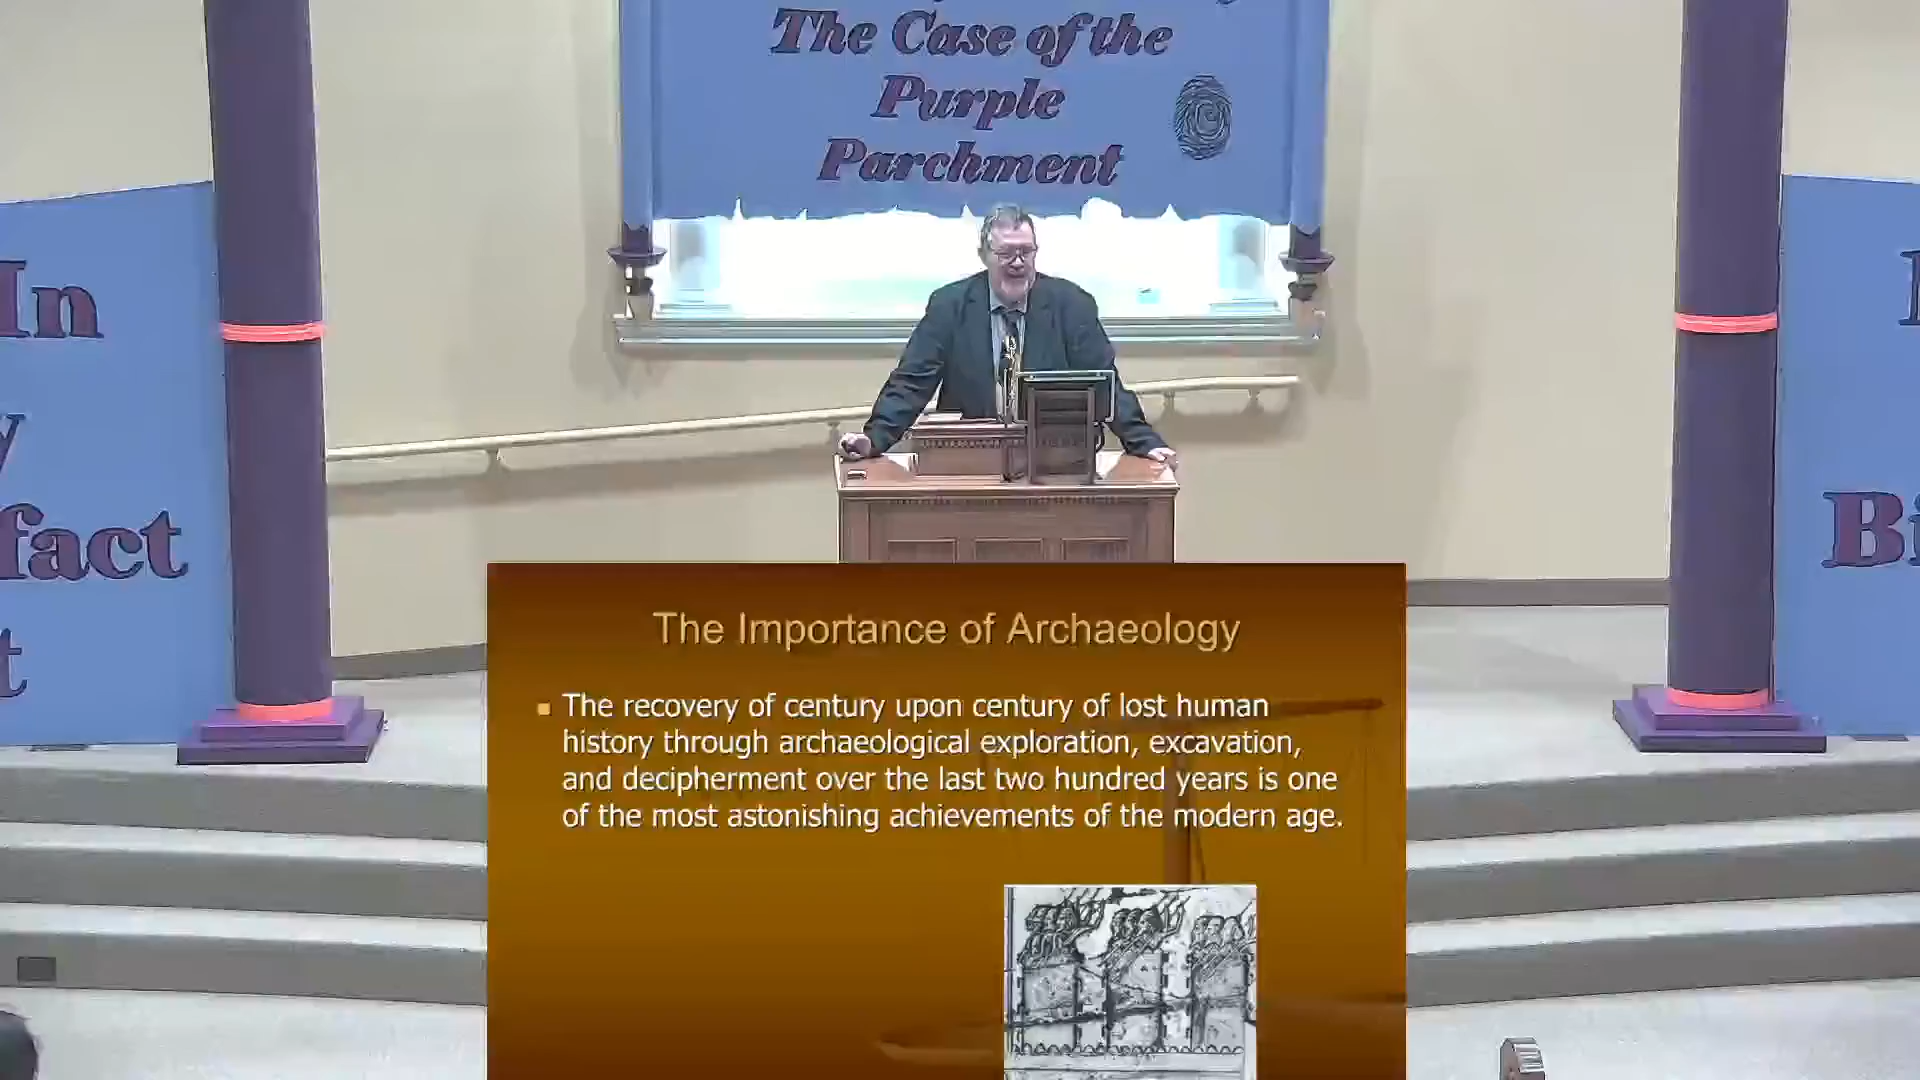 The Case of the
Purple
Parchment
In
y
fact
t
Bi
The Importance of Archaeology
The recovery of century upon century of lost human
history through archaeological exploration, excavation,
and decipherment over the last two hundred years is one
of the most astonishing achievements of the modern age.